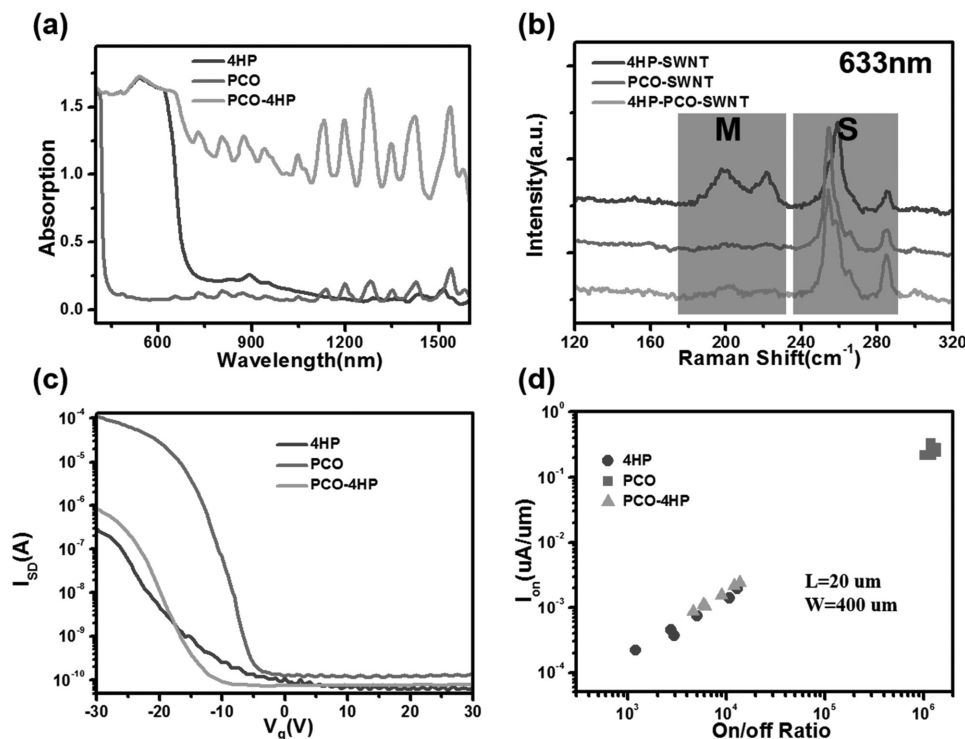 (a)
4HP
PCO
PCO-4HP
Absorption
1.5
1.0
0.5
0.0
600 900 1200 1500
Wavelength(nm)
(b)
4HP-SWNT
PCO-SWNT
4HP-PCO-SWNT
633nm
M S
Intensity(a.u.)
120 160 200 240 280 320
Raman Shift(cm⁻¹)
(c)
4HP
PCO
PCO-4HP
I_SD(A)
10⁻⁴
10⁻⁵
10⁻⁶
10⁻⁷
10⁻⁸
10⁻⁹
10⁻¹⁰
-30 -20 -10 0 10 20 30
V_g(V)
(d)
4HP
PCO
PCO-4HP
I_on(uA/um)
10⁰
10⁻¹
10⁻²
10⁻³
10⁻⁴
L=20 um
W=400 um
10³ 10⁴ 10⁵ 10⁶
On/off Ratio